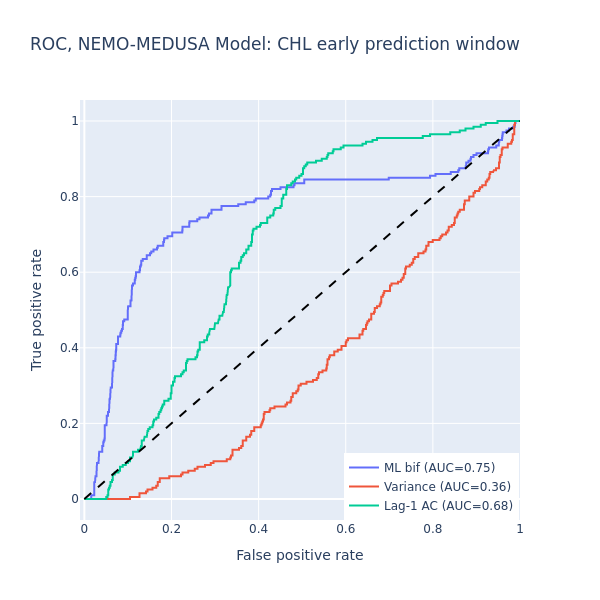 ROC, NEMO-MEDUSA Model: CHL early prediction window
True positive rate
1
0.8
0.6
0.4
0.2
0
0 0.2 0.4 0.6 0.8 1
False positive rate
ML bif (AUC=0.75)
Variance (AUC=0.36)
Lag-1 AC (AUC=0.68)